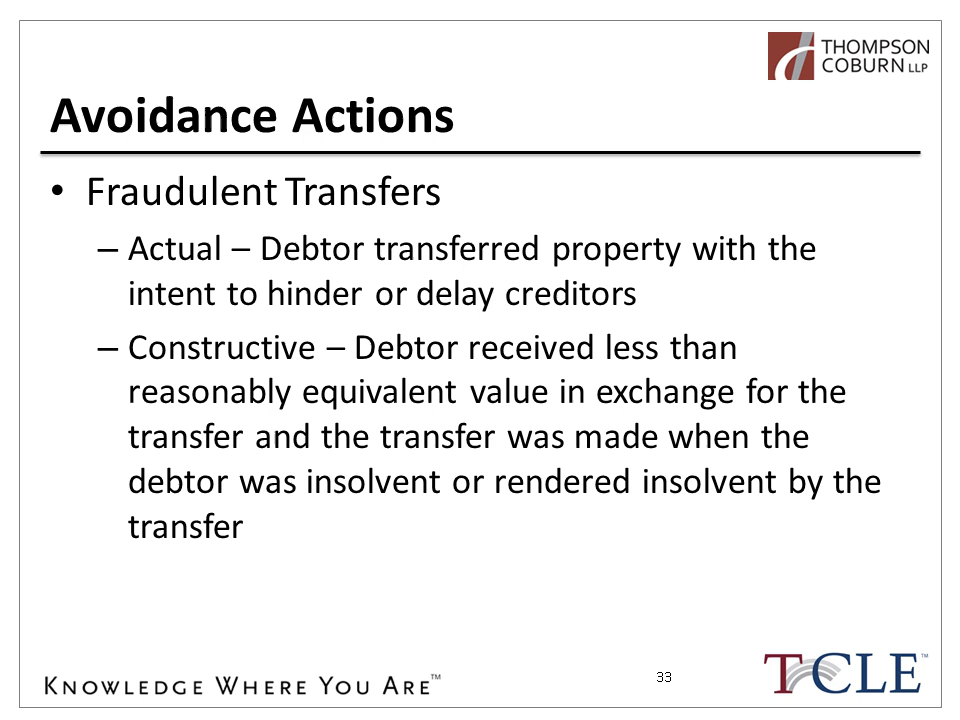 THOMPSON
COBURN LLP
Avoidance Actions
• Fraudulent Transfers
– Actual – Debtor transferred property with the
intent to hinder or delay creditors
– Constructive – Debtor received less than
reasonably equivalent value in exchange for the
transfer and the transfer was made when the
debtor was insolvent or rendered insolvent by the
transfer
KNOWLEDGE WHERE YOU ARE™
33
TCLE™